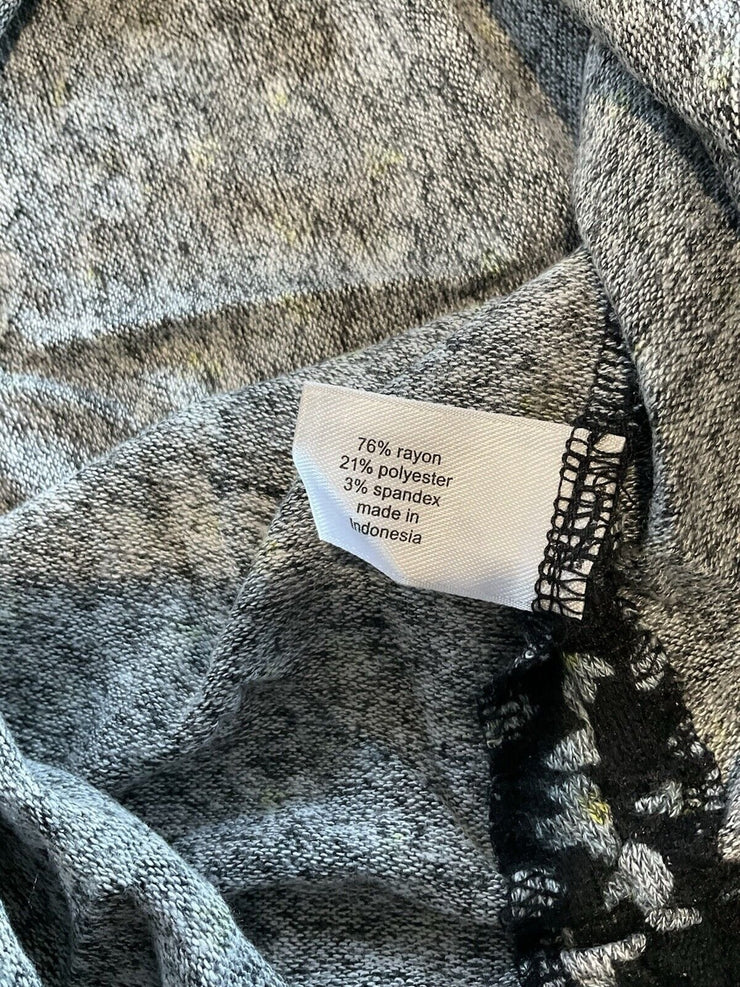 76% rayon
21% polyester
3% spandex
made in
Indonesia